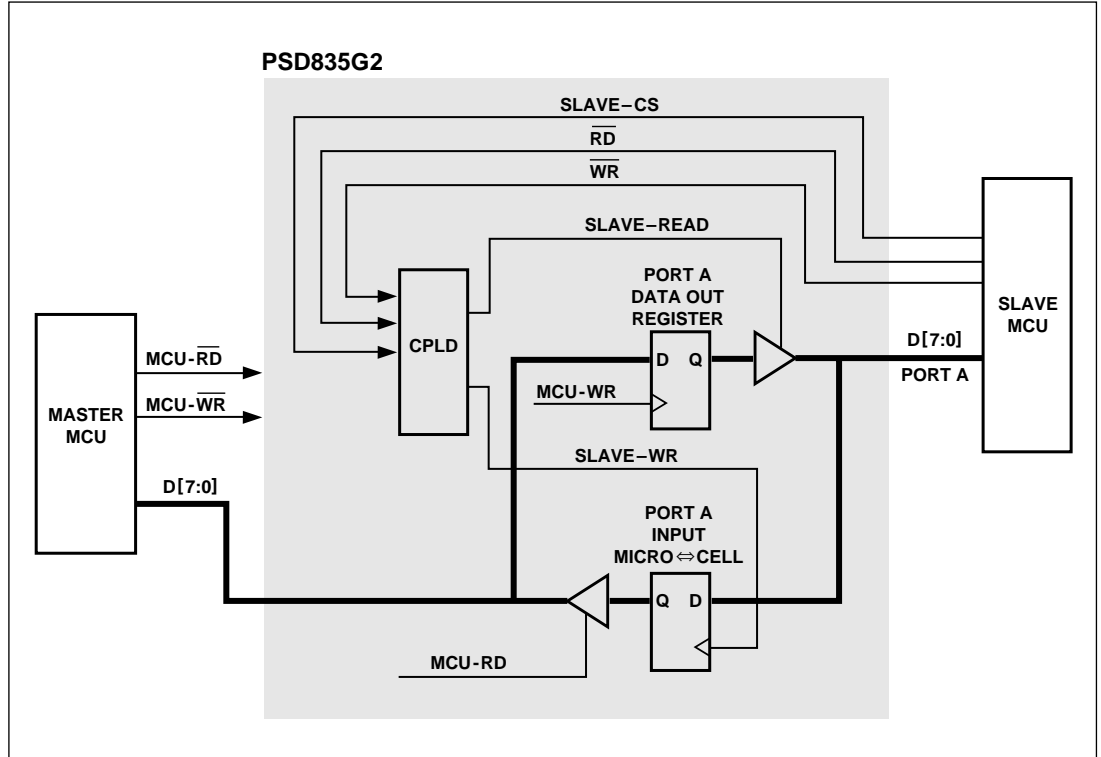 PSD835G2
SLAVE–CS
RD
WR
SLAVE–READ
PORT A
DATA OUT
REGISTER
CPLD
D Q
MCU-WR
MCU-RD
MCU-WR
MASTER
MCU
D[7:0]
SLAVE
MCU
D[7:0]
PORT A
SLAVE–WR
PORT A
INPUT
MICRO⇔CELL
Q D
MCU-RD